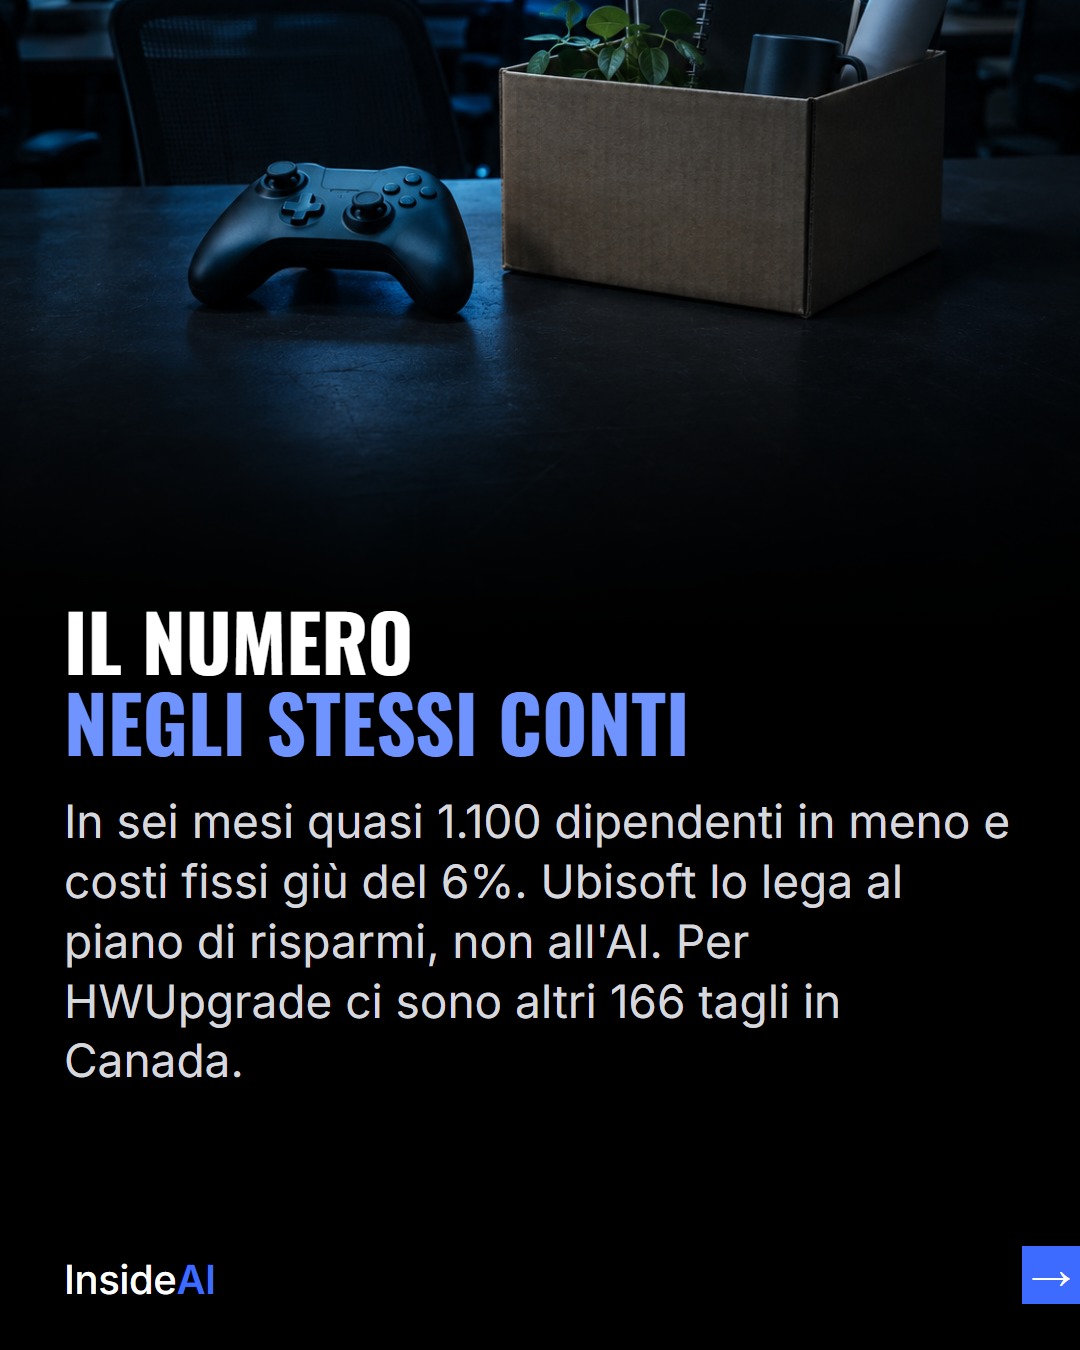 IL NUMERO
NEGLI STESSI CONTI
In sei mesi quasi 1.100 dipendenti in meno e
costi fissi giù del 6%. Ubisoft lo lega al
piano di risparmi, non all'AI. Per
HWUpgrade ci sono altri 166 tagli in
Canada.
InsideAI
→